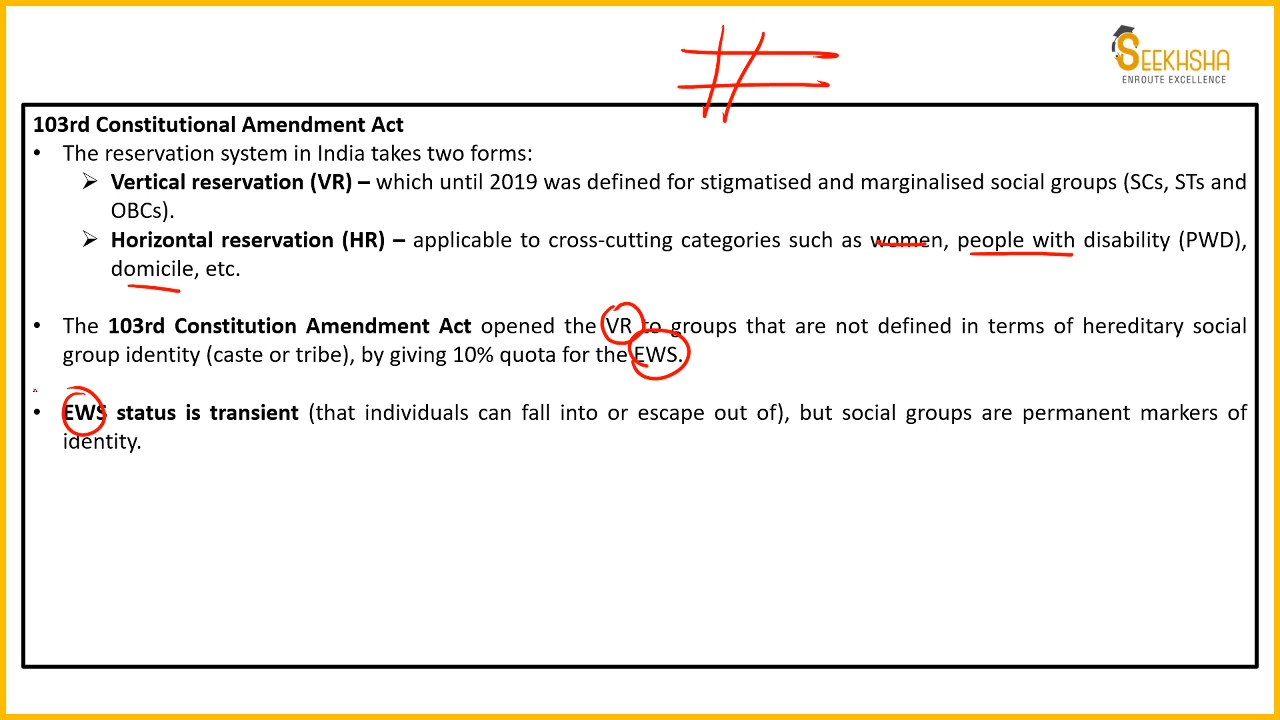 SEEKHSHA
ENROUTE EXCELLENCE
103rd Constitutional Amendment Act
• The reservation system in India takes two forms:
➢ Vertical reservation (VR) – which until 2019 was defined for stigmatised and marginalised social groups (SCs, STs and
OBCs).
➢ Horizontal reservation (HR) – applicable to cross-cutting categories such as women, people with disability (PWD),
domicile, etc.
• The 103rd Constitution Amendment Act opened the VR to groups that are not defined in terms of hereditary social
group identity (caste or tribe), by giving 10% quota for the EWS.
• EWS status is transient (that individuals can fall into or escape out of), but social groups are permanent markers of
identity.